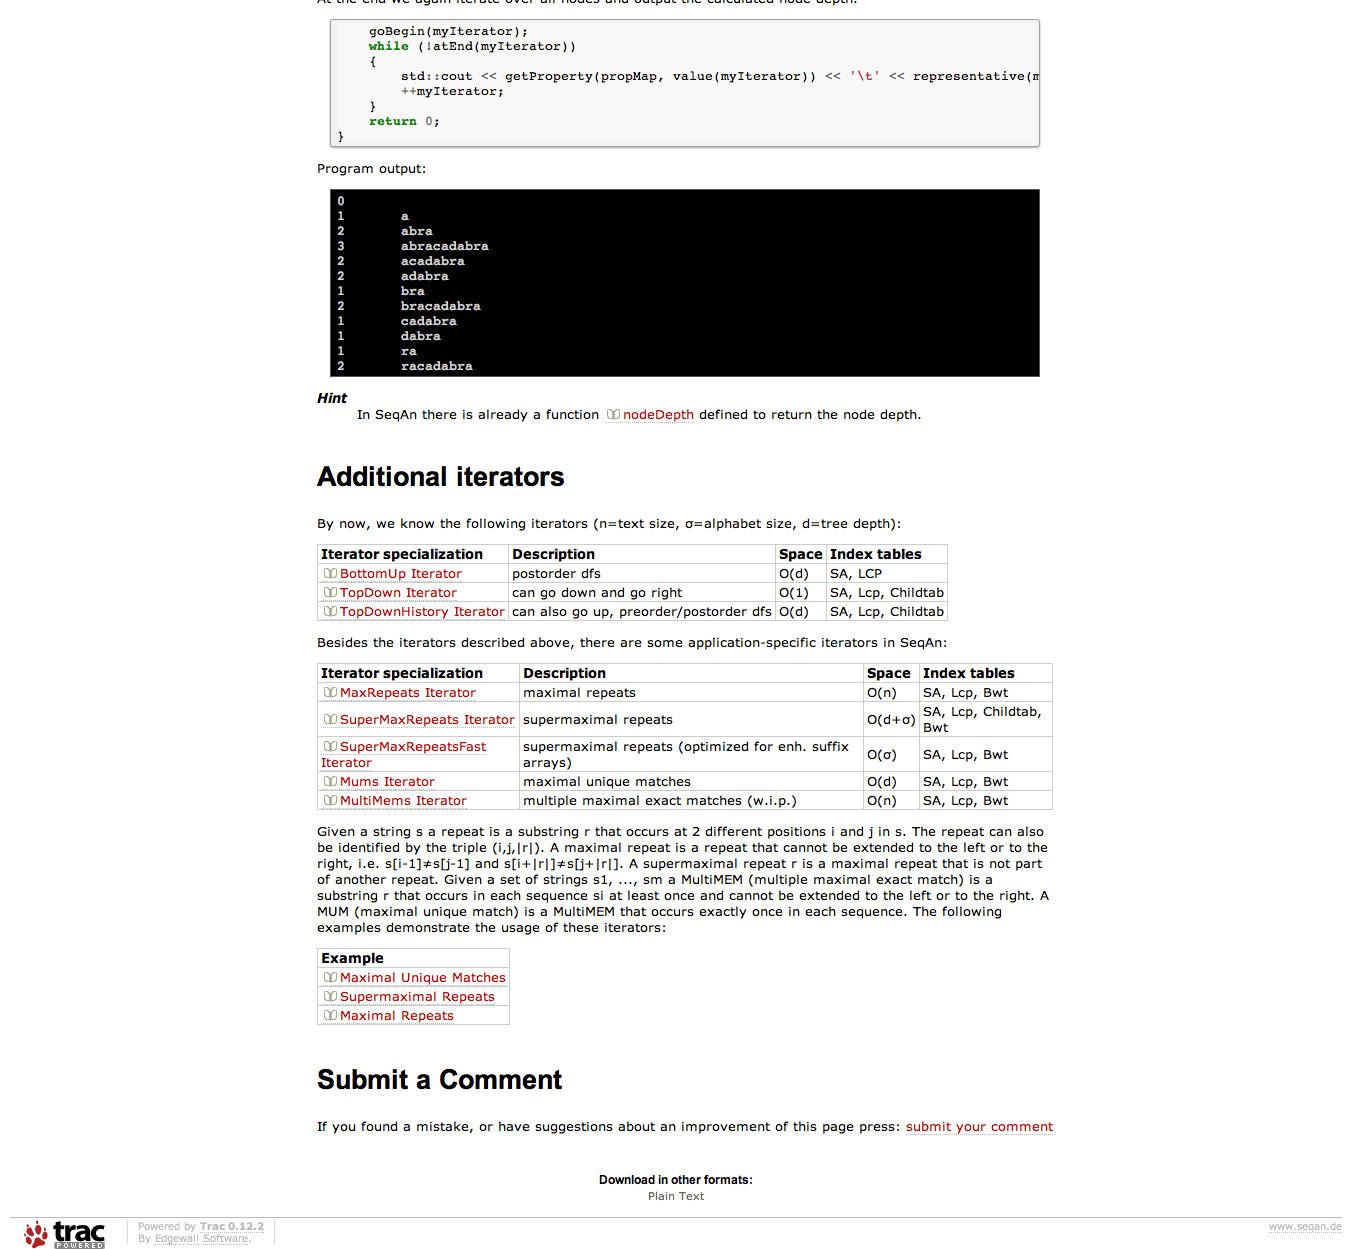 At the end we again iterate over all nodes and output the calculated node depth.
goBegin(myIterator);
while (!atEnd(myIterator))
{
std::cout << getProperty(propMap, value(myIterator)) << '\t' << representative(m
++myIterator;
}
return 0;
}
Program output:
0
1 a
2 abra
3 abracadabra
2 acadabra
2 adabra
1 bra
2 bracadabra
1 cadabra
1 dabra
1 ra
2 racadabra
Hint
In SeqAn there is already a function nodeDepth defined to return the node depth.
Additional iterators
By now, we know the following iterators (n=text size, σ=alphabet size, d=tree depth):
Iterator specialization Description Space Index tables
BottomUp Iterator postorder dfs O(d) SA, LCP
TopDown Iterator can go down and go right O(1) SA, Lcp, Childtab
TopDownHistory Iterator can also go up, preorder/postorder dfs O(d) SA, Lcp, Childtab
Besides the iterators described above, there are some application-specific iterators in SeqAn:
Iterator specialization Description Space Index tables
MaxRepeats Iterator maximal repeats O(n) SA, Lcp, Bwt
SuperMaxRepeats Iterator supermaximal repeats O(d+σ) SA, Lcp, Childtab,
Bwt
SuperMaxRepeatsFast supermaximal repeats (optimized for enh. suffix
Iterator arrays) O(σ) SA, Lcp, Bwt
Mums Iterator maximal unique matches O(d) SA, Lcp, Bwt
MultiMems Iterator multiple maximal exact matches (w.i.p.) O(n) SA, Lcp, Bwt
Given a string s a repeat is a substring r that occurs at 2 different positions i and j in s. The repeat can also
be identified by the triple (i,j,|r|). A maximal repeat is a repeat that cannot be extended to the left or to the
right, i.e. s[i-1]≠s[j-1] and s[i+|r|]≠s[j+|r|]. A supermaximal repeat r is a maximal repeat that is not part
of another repeat. Given a set of strings s1, ..., sm a MultiMEM (multiple maximal exact match) is a
substring r that occurs in each sequence si at least once and cannot be extended to the left or to the right. A
MUM (maximal unique match) is a MultiMEM that occurs exactly once in each sequence. The following
examples demonstrate the usage of these iterators:
Example
Maximal Unique Matches
Supermaximal Repeats
Maximal Repeats
Submit a Comment
If you found a mistake, or have suggestions about an improvement of this page press: submit your comment
Download in other formats:
Plain Text
trac
POWERED
Powered by Trac 0.12.2
By Edgewall Software.
www.seqan.de